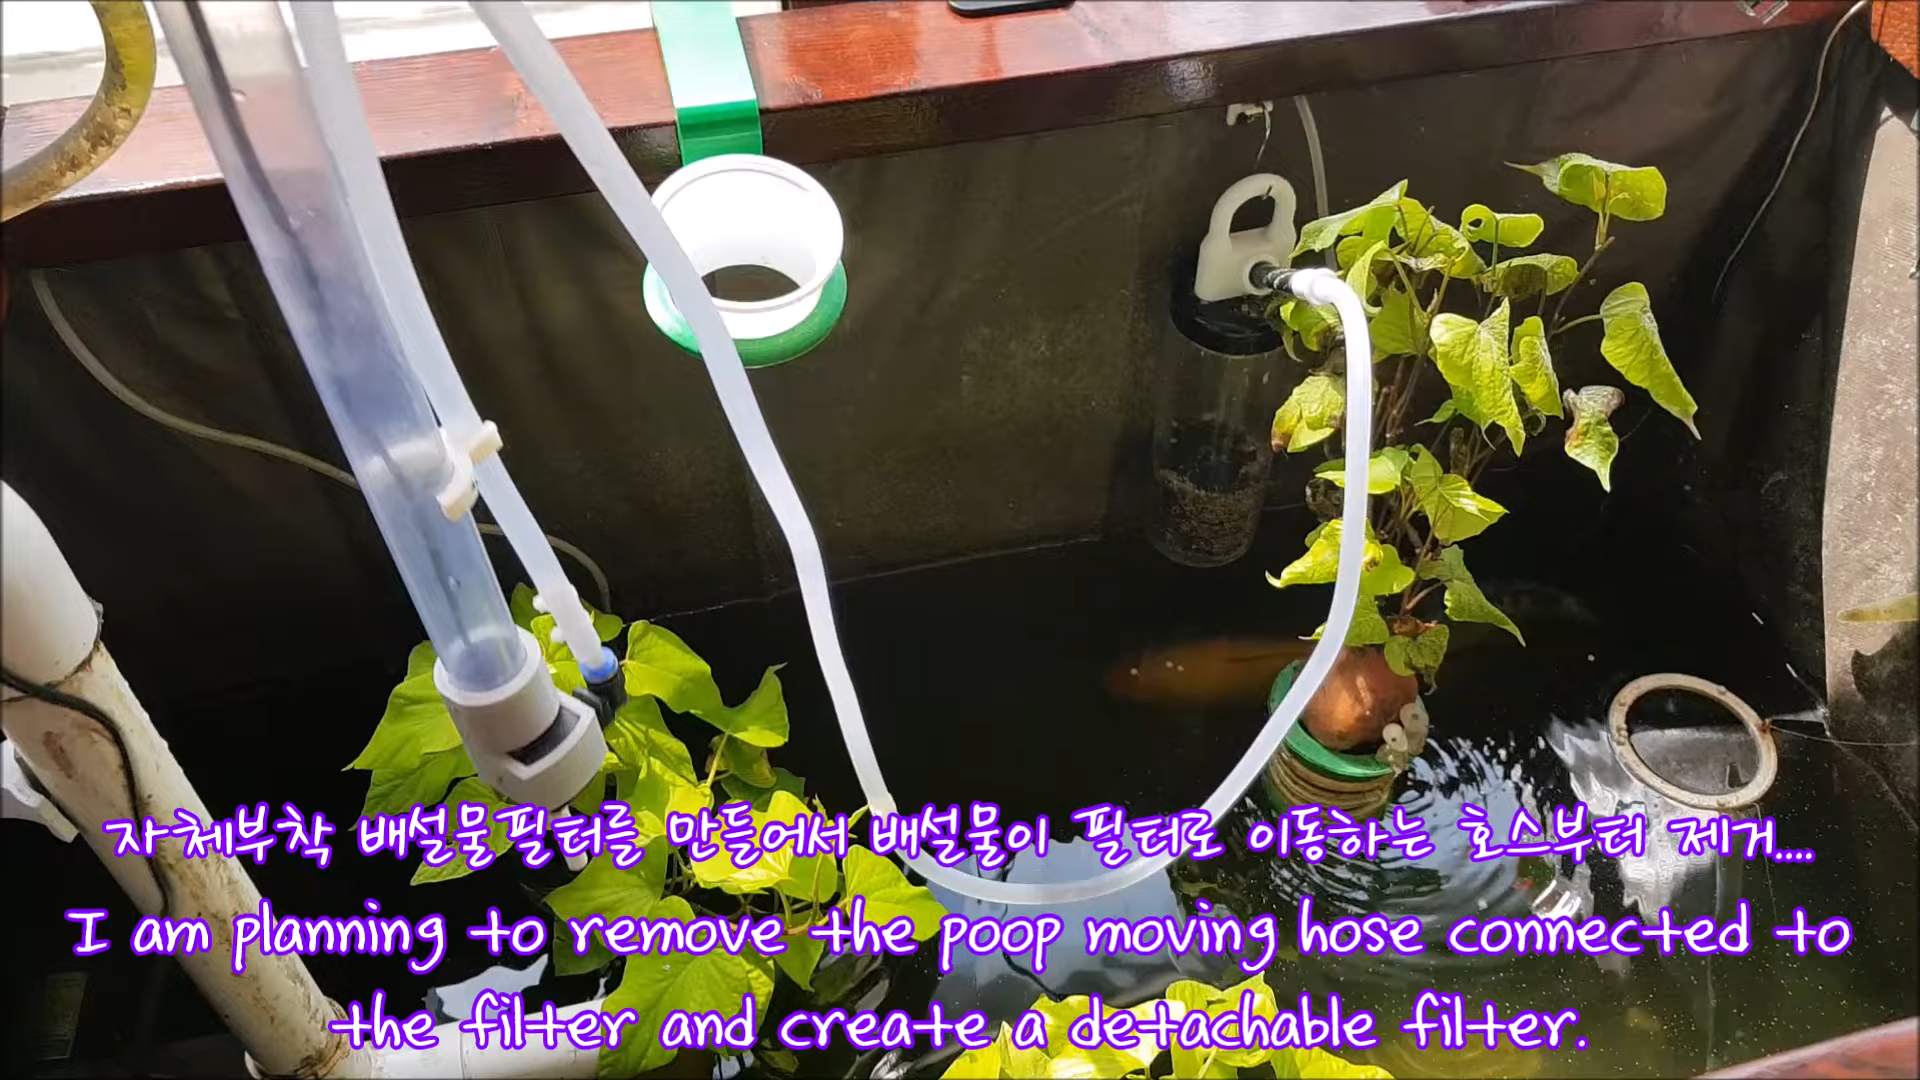 자체부착 배설물필터를 만들어서 배설물이 필터로 이동하는 호스부터 제거....
I am planning to remove the poop moving hose connected to
the filter and create a detachable filter.